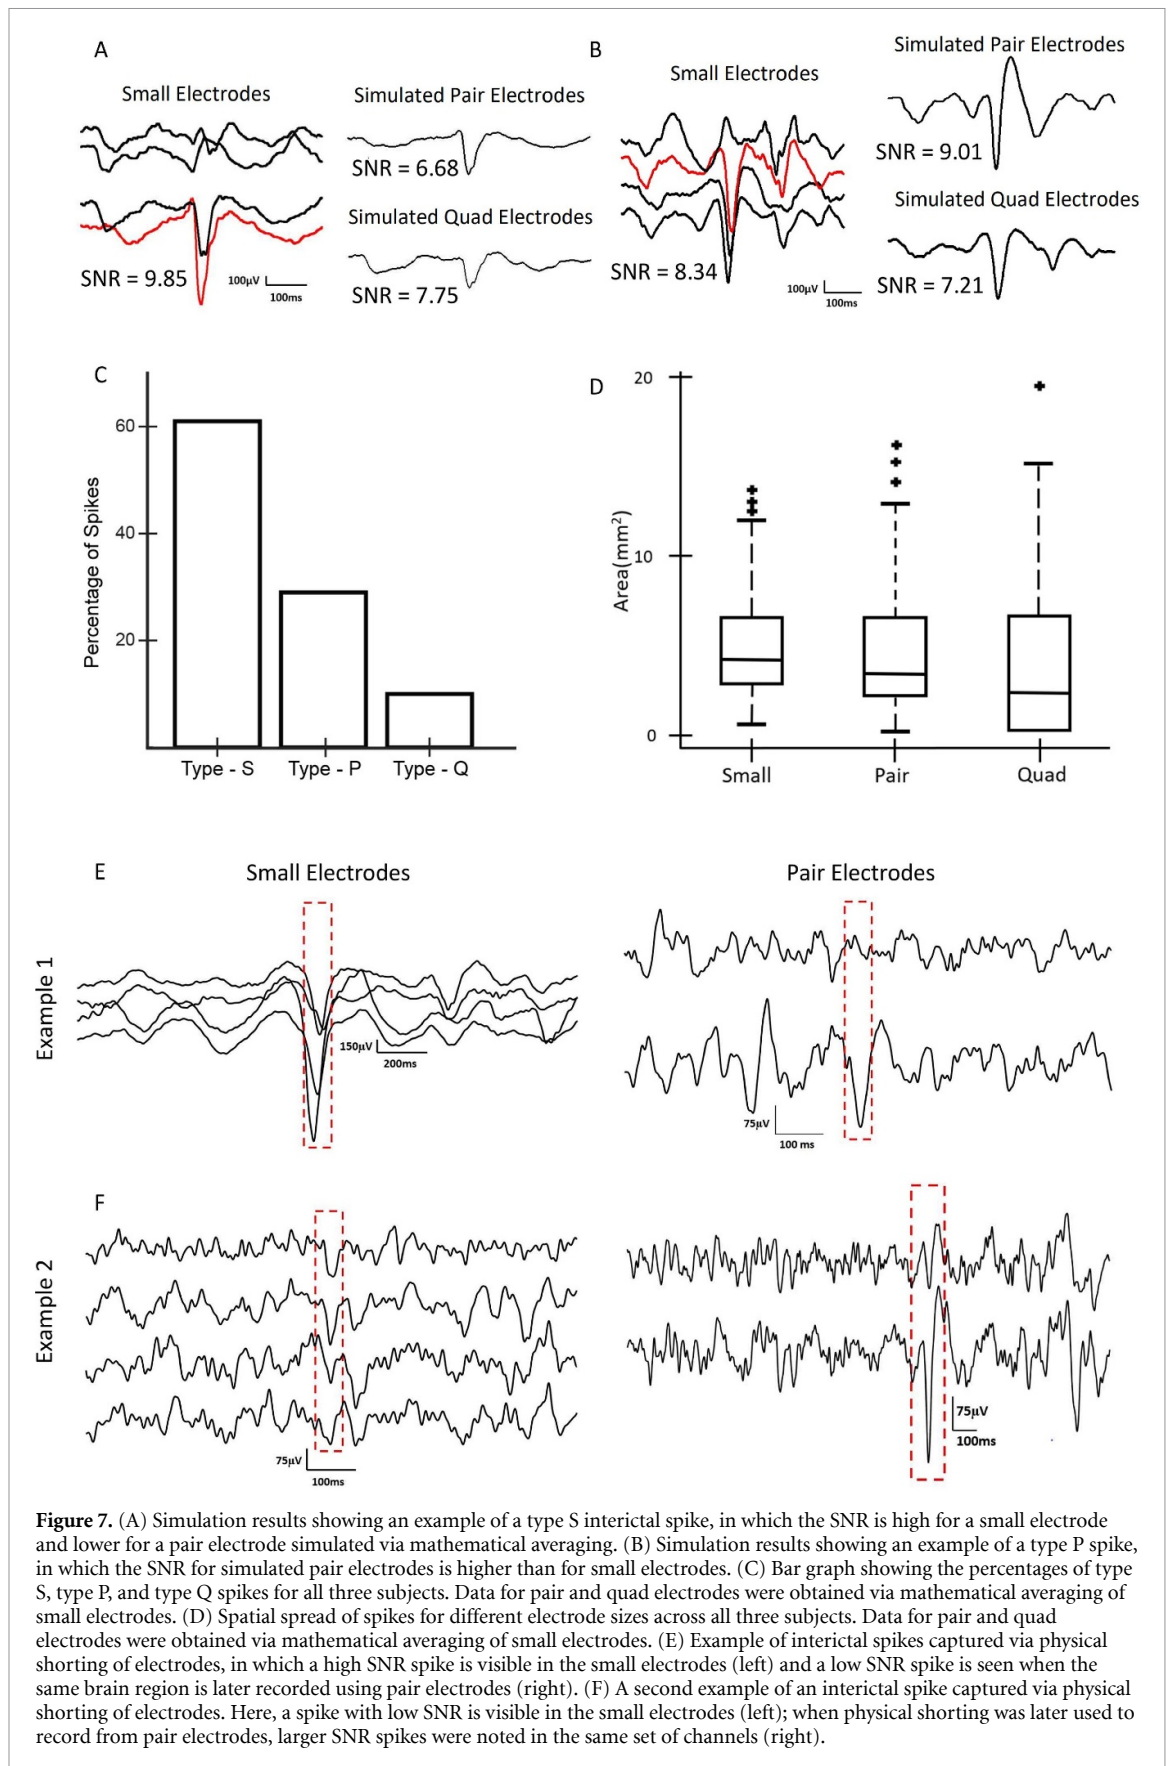 A
Small Electrodes
Simulated Pair Electrodes
SNR = 6.68
Simulated Quad Electrodes
SNR = 9.85
100µV
100ms
SNR = 7.75
B
Small Electrodes
Simulated Pair Electrodes
SNR = 9.01
Simulated Quad Electrodes
SNR = 8.34
100µV
100ms
SNR = 7.21
C
Percentage of Spikes
60
40
20
Type - S
Type - P
Type - Q
D
Area(mm²)
20
10
0
Small
Pair
Quad
E
Small Electrodes
Pair Electrodes
Example 1
150µV
200ms
75µV
100 ms
F
Example 2
75µV
100ms
75µV
100ms
Figure 7. (A) Simulation results showing an example of a type S interictal spike, in which the SNR is high for a small electrode
and lower for a pair electrode simulated via mathematical averaging. (B) Simulation results showing an example of a type P spike,
in which the SNR for simulated pair electrodes is higher than for small electrodes. (C) Bar graph showing the percentages of type
S, type P, and type Q spikes for all three subjects. Data for pair and quad electrodes were obtained via mathematical averaging of
small electrodes. (D) Spatial spread of spikes for different electrode sizes across all three subjects. Data for pair and quad
electrodes were obtained via mathematical averaging of small electrodes. (E) Example of interictal spikes captured via physical
shorting of electrodes, in which a high SNR spike is visible in the small electrodes (left) and a low SNR spike is seen when the
same brain region is later recorded using pair electrodes (right). (F) A second example of an interictal spike captured via physical
shorting of electrodes. Here, a spike with low SNR is visible in the small electrodes (left); when physical shorting was later used to
record from pair electrodes, larger SNR spikes were noted in the same set of channels (right).